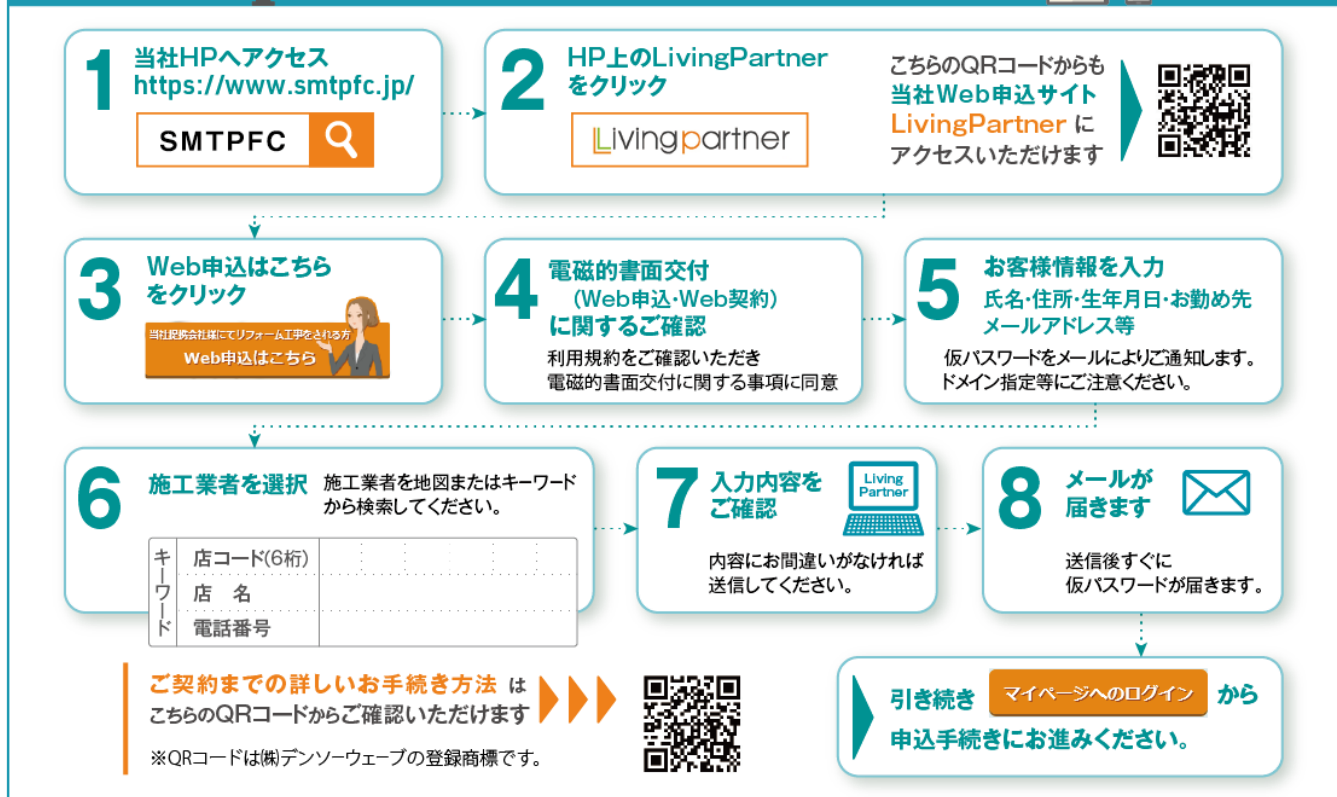 1
当社HPへアクセス
https://www.smtpfc.jp/
SMTPFC
2
HP上のLivingPartner
をクリック
Livingpartner
こちらのQRコードからも
当社Web申込サイト
LivingPartner に
アクセスいただけます
3
Web申込はこちら
をクリック
当社提携会社様にてリフォーム工事をされる方
Web申込はこちら
4
電磁的書面交付
(Web申込・Web契約)
に関するご確認
利用規約をご確認いただき
電磁的書面交付に関する事項に同意
5
お客様情報を入力
氏名・住所・生年月日・お勤め先
メールアドレス等
仮パスワードをメールによりご通知します。
ドメイン指定等にご注意ください。
6
施工業者を選択
施工業者を地図またはキーワード
から検索してください。
キーワード
店コード(6桁)
店 名
電話番号
7
入力内容を
ご確認
Living
Partner
内容にお間違いがなければ
送信してください。
8
メールが
届きます
送信後すぐに
仮パスワードが届きます。
ご契約までの詳しいお手続き方法 は
こちらのQRコードからご確認いただけます
※QRコードは㈱デンソーウェーブの登録商標です。
引き続き マイページへのログイン から
申込手続きにお進みください。